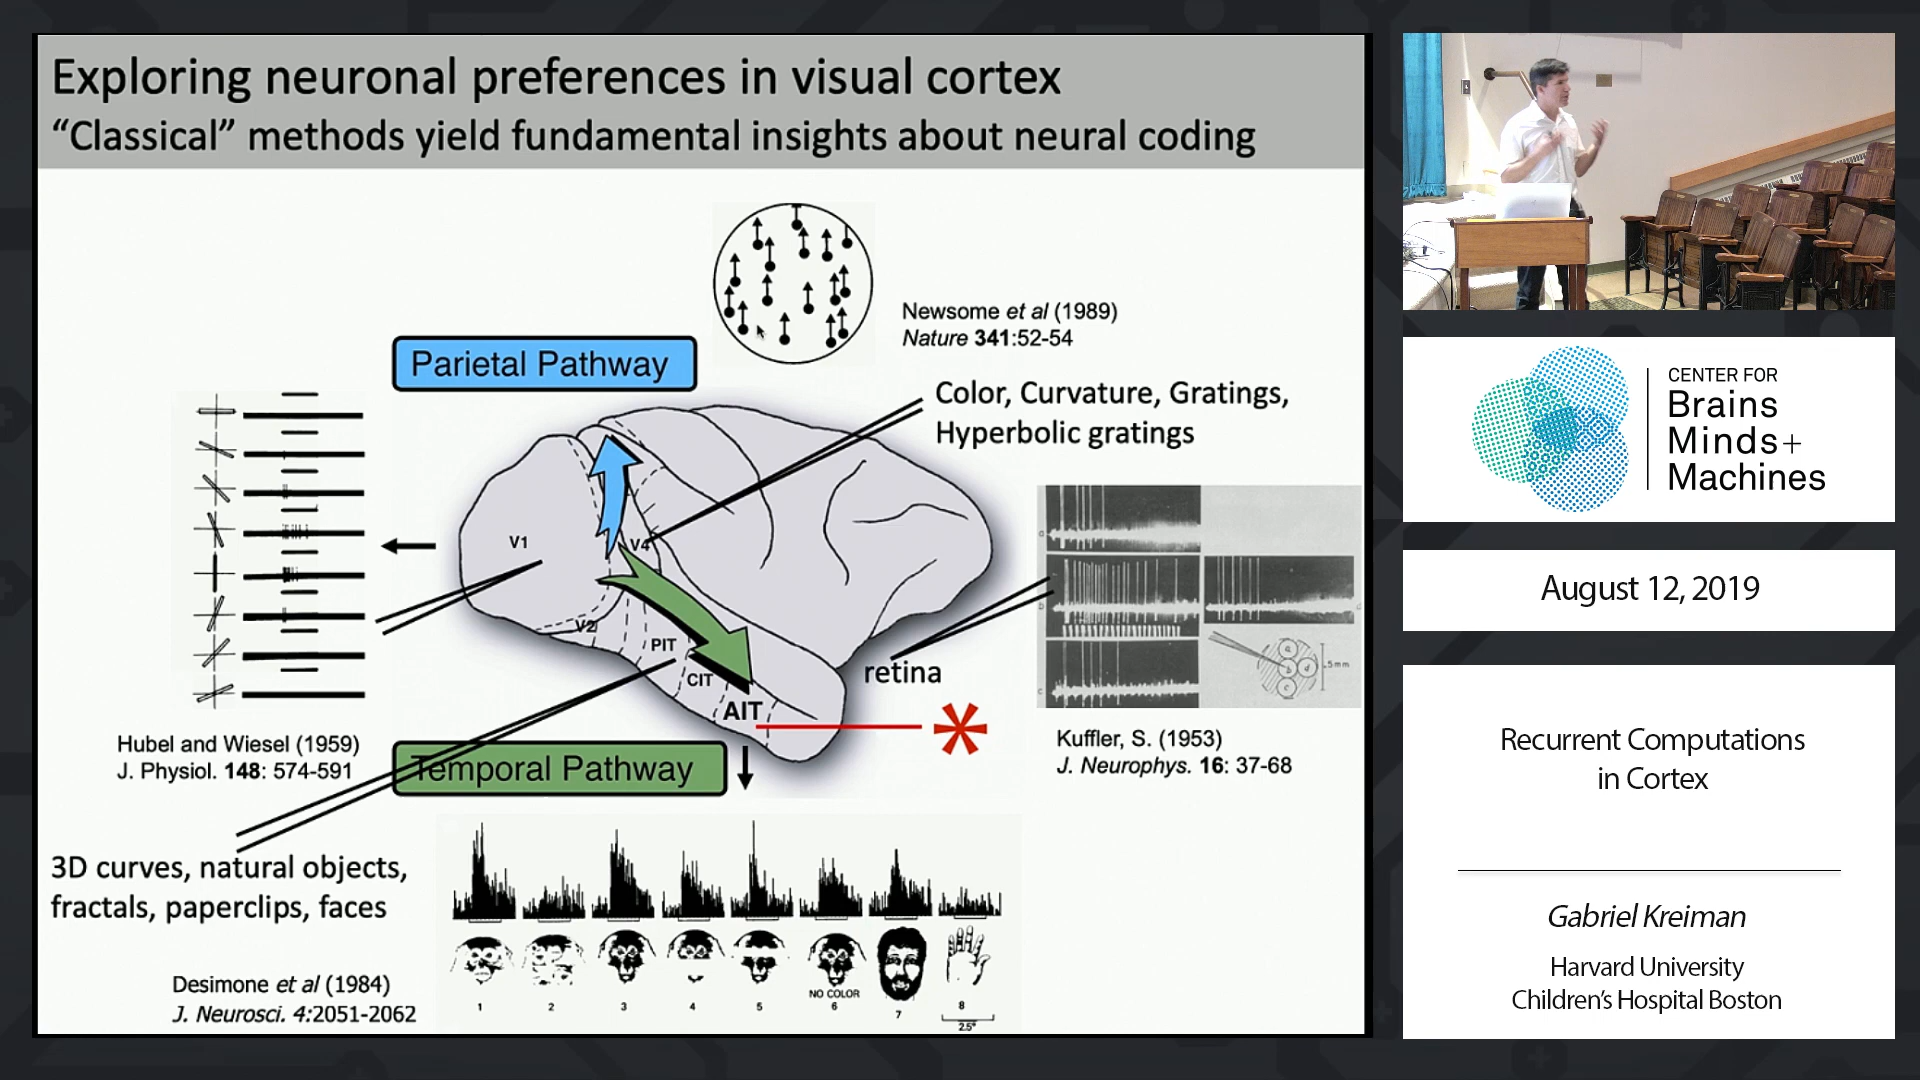 Exploring neuronal preferences in visual cortex
“Classical” methods yield fundamental insights about neural coding
Newsome et al (1989)
Nature 341:52-54
Parietal Pathway
Color, Curvature, Gratings,
Hyperbolic gratings
V1
V4
V2
PIT
CIT
AIT
retina
*
a
b
c
d
a
b
d
c
.5mm
Kuffler, S. (1953)
J. Neurophys. 16: 37-68
Hubel and Wiesel (1959)
J. Physiol. 148: 574-591
Temporal Pathway
3D curves, natural objects,
fractals, paperclips, faces
Desimone et al (1984)
J. Neurosci. 4:2051-2062
NO COLOR
1 2 3 4 5 6 7 8
2.5°
CENTER FOR
Brains
Minds+
Machines
August 12, 2019
Recurrent Computations
in Cortex
Gabriel Kreiman
Harvard University
Children’s Hospital Boston